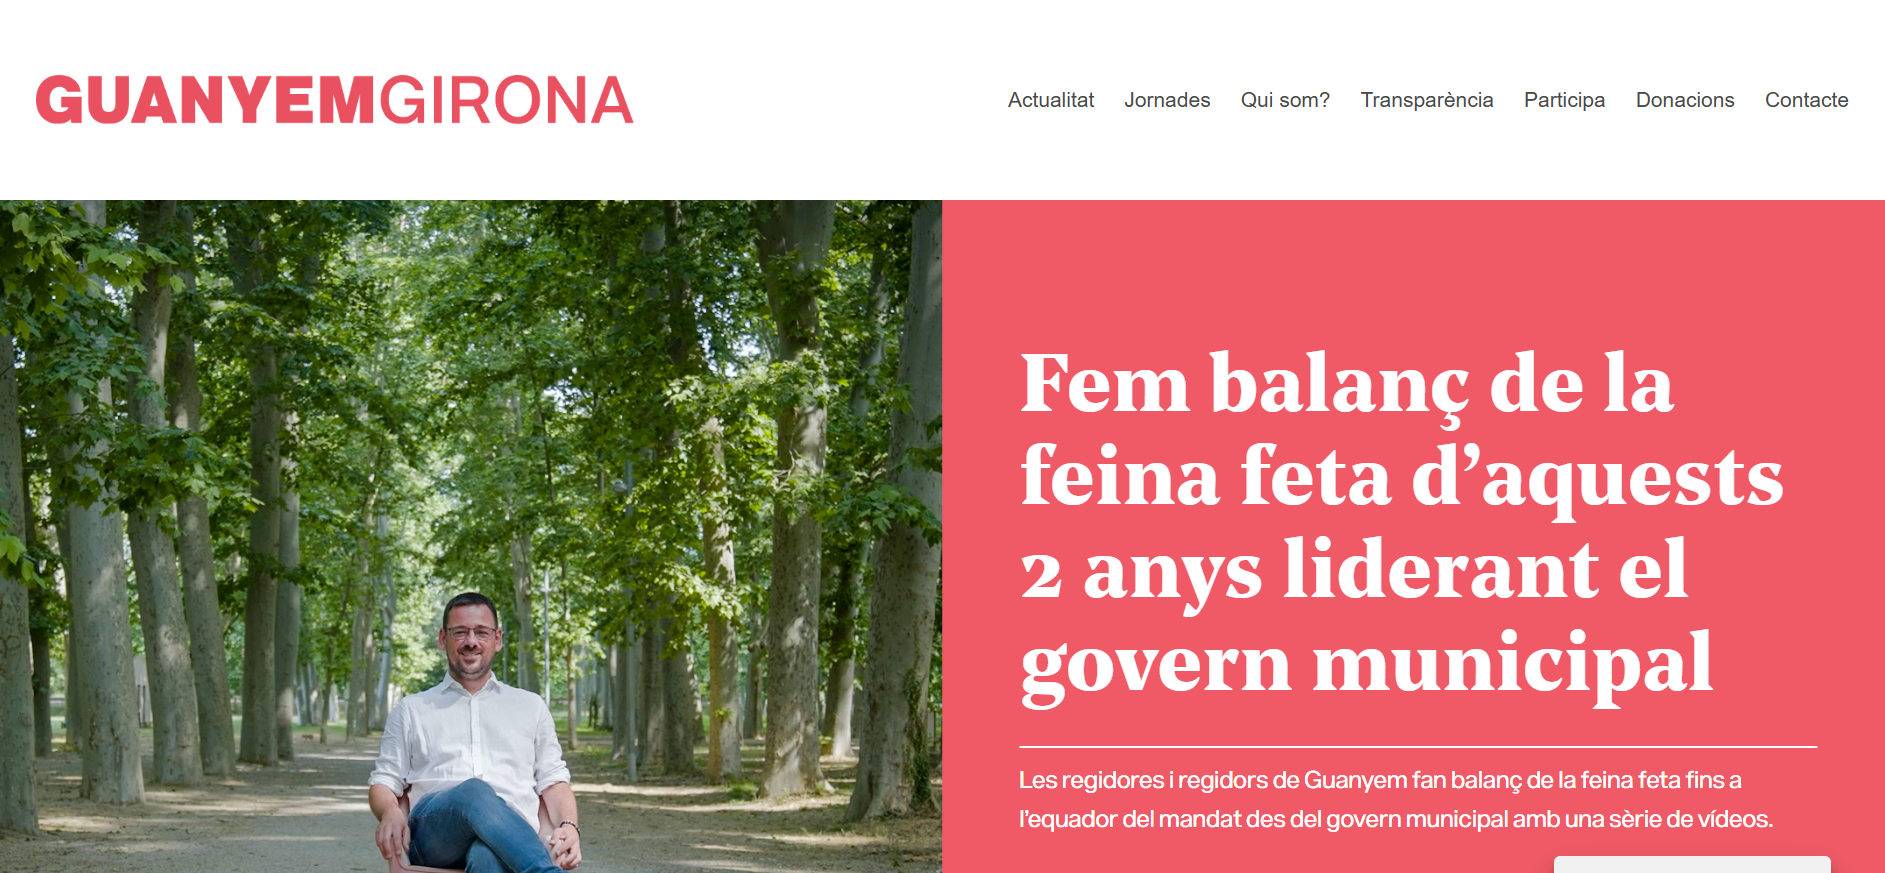 GUANYEMGIRONA
Actualitat Jornades Qui som? Transparència Participa Donacions Contacte
Fem balanç de la
feina feta d’aquests
2 anys liderant el
govern municipal
Les regidores i regidors de Guanyem fan balanç de la feina feta fins a
l’equador del mandat des del govern municipal amb una sèrie de vídeos.